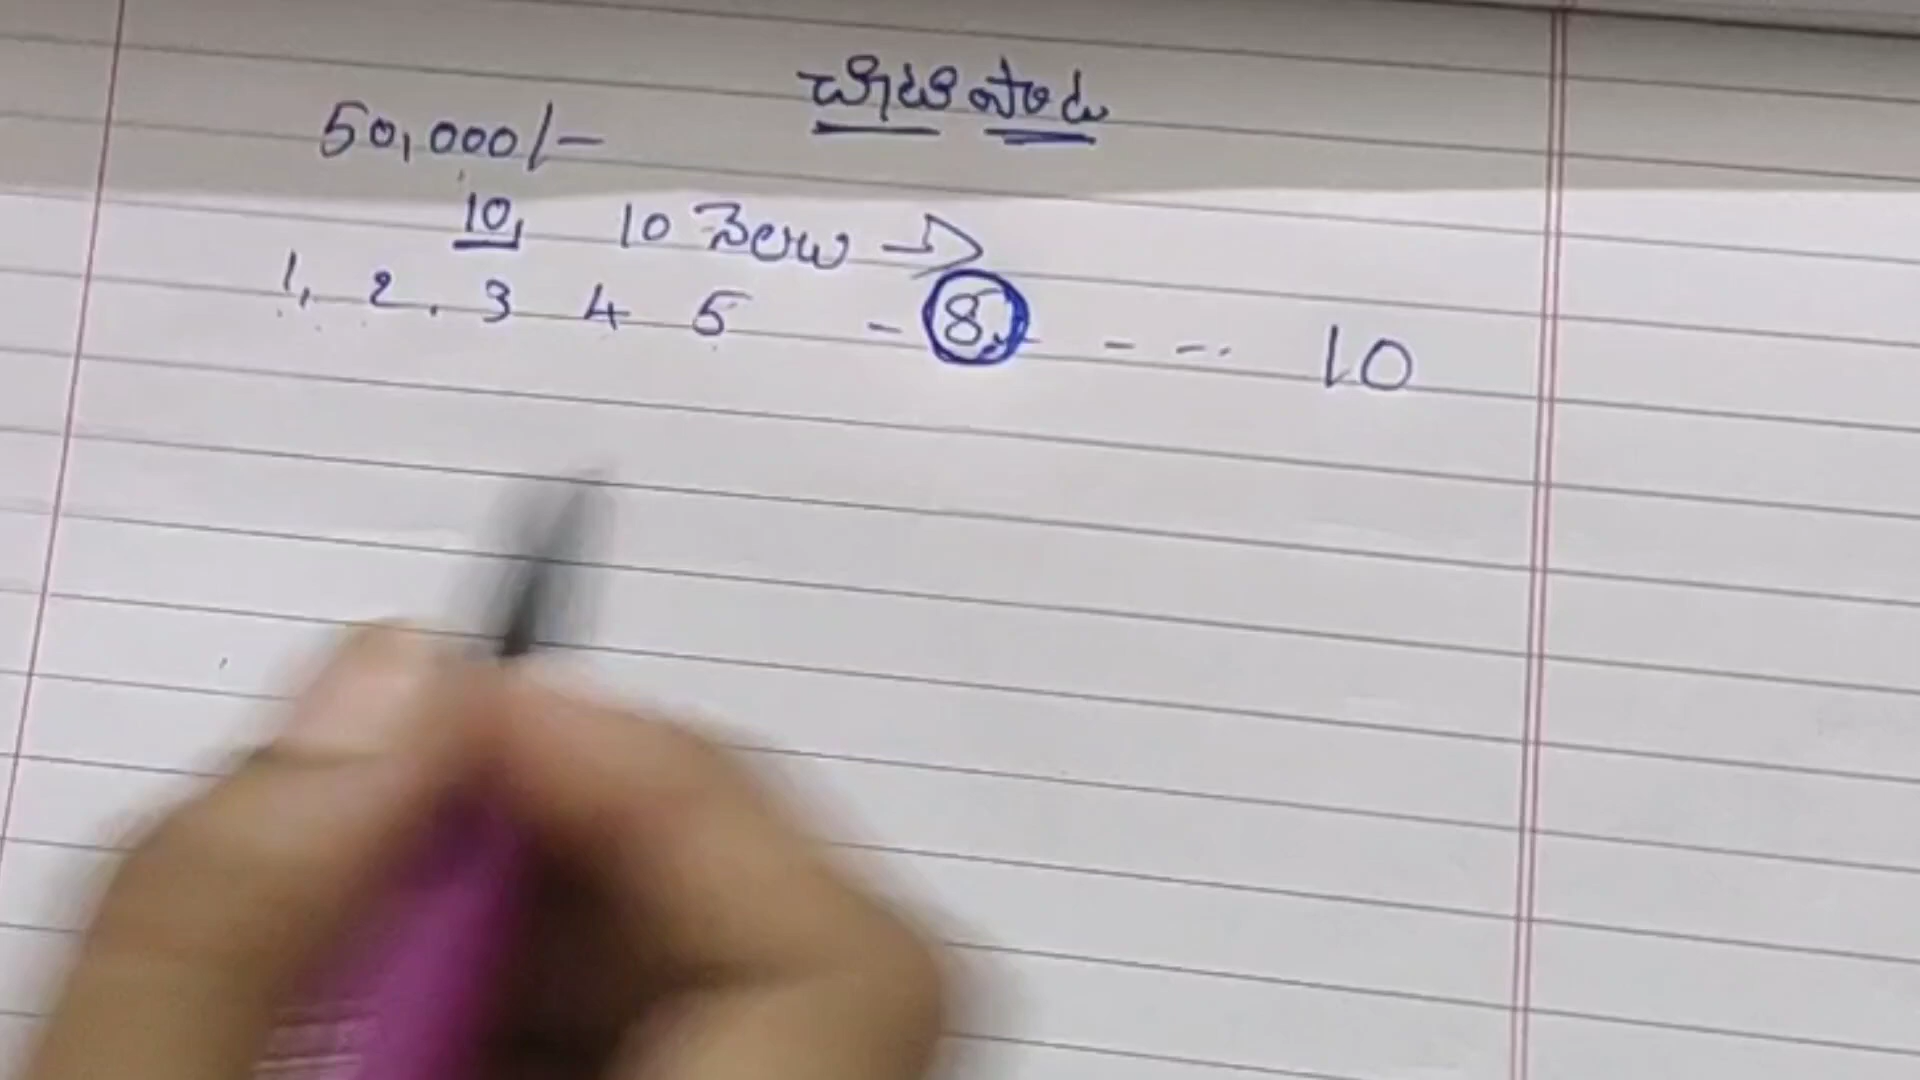 50,000/-
10, 10 నెలలు →
1, 2. 3 4 5 - 8. - - .. 10